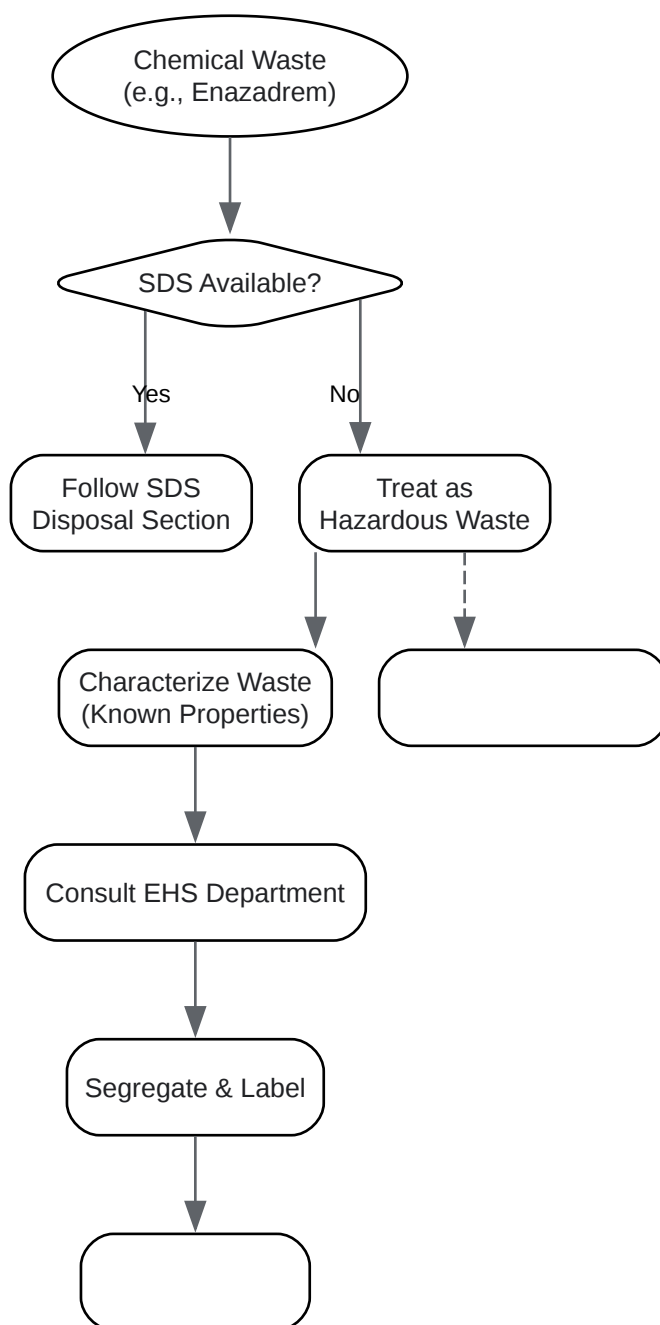 Chemical Waste
(e.g., Enazadrem)
SDS Available?
Yes
No
Follow SDS
Disposal Section
Treat as
Hazardous Waste
Characterize Waste
(Known Properties)
Consult EHS Department
Segregate & Label